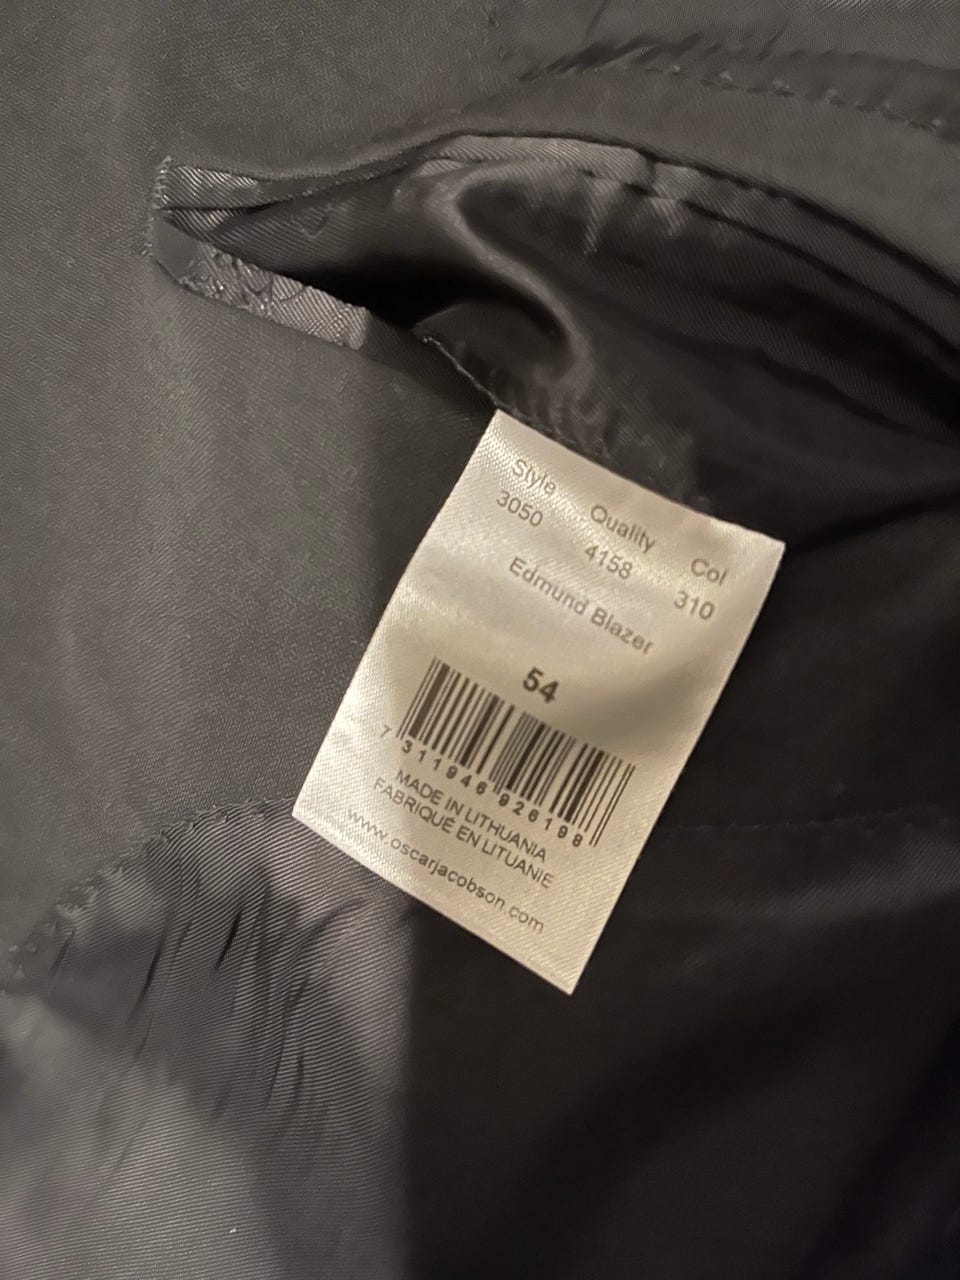 Style Quality Col
3050 4158 310
Edmund Blazer
54
7 311946 926198
MADE IN LITHUANIA
FABRIQUÉ EN LITUANIE
www.oscarjacobson.com